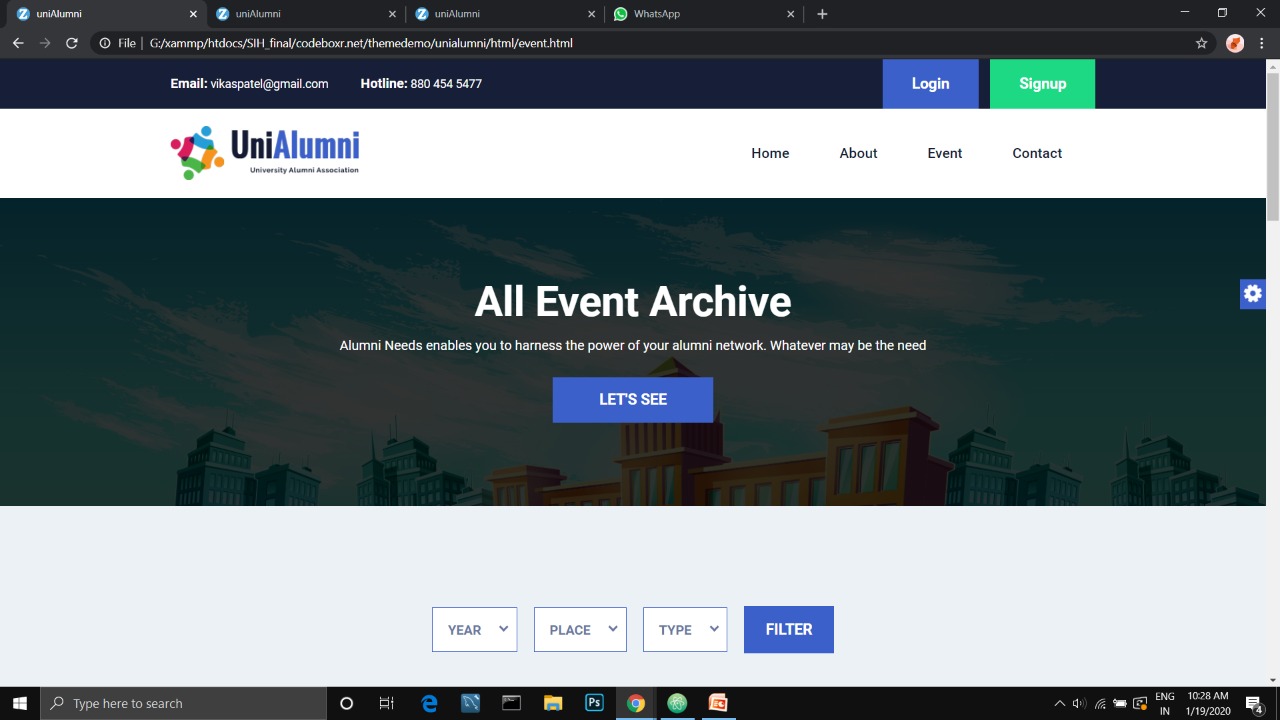 uniAlumni
uniAlumni
uniAlumni
WhatsApp
File | G:/xammp/htdocs/SIH_final/codeboxr.net/themedemo/unialumni/html/event.html
Email: vikaspatel@gmail.com Hotline: 880 454 5477
Login
Signup
UniAlumni
University Alumni Association
Home About Event Contact
All Event Archive
Alumni Needs enables you to harness the power of your alumni network. Whatever may be the need
LET'S SEE
YEAR PLACE TYPE FILTER
Type here to search
Ps
ENG
IN
10:28 AM
1/19/2020
4